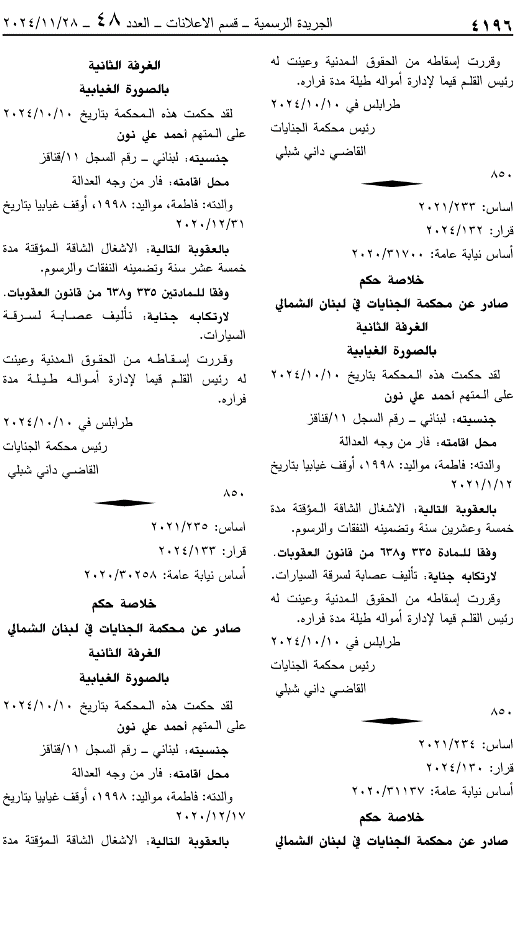 ٤١٩٦
الجريدة الرسمية – قسم الاعلانات – العدد ٤٨ – ٢٠٢٤/١١/٢٨
وقررت إسقاطه من الحقوق المدنية وعينت له
رئيس القلم قيما لإدارة أمواله طيلة مدة فراره.
طرابلس في ٢٠٢٤/١٠/١٠
رئيس محكمة الجنايات
القاضي داني شبلي
٨٥٠
اساس: ٢٠٢١/٢٣٣
قرار: ٢٠٢٤/١٣٢
أساس نيابة عامة: ٢٠٢٠/٣١٧٠٠
خلاصة حكم
صادر عن محكمة الجنايات في لبنان الشمالي
الغرفة الثانية
بالصورة الغيابية
لقد حكمت هذه المحكمة بتاريخ ٢٠٢٤/١٠/١٠
على المتهم أحمد علي نون
جنسيته: لبناني – رقم السجل ١١/قناقز
محل اقامته: فار من وجه العدالة
والدته: فاطمة، مواليد: ١٩٩٨، أوقف غيابيا بتاريخ
٢٠٢١/١/١٢
بالعقوبة التالية: الاشغال الشاقة المؤقتة مدة
خمسة وعشرين سنة وتضمينه النفقات والرسوم.
وفقا للمادة ٣٣٥ و٦٣٨ من قانون العقوبات.
لارتكابه جناية: تأليف عصابة لسرقة السيارات.
وقررت إسقاطه من الحقوق المدنية وعينت له
رئيس القلم قيما لإدارة أمواله طيلة مدة فراره.
طرابلس في ٢٠٢٤/١٠/١٠
رئيس محكمة الجنايات
القاضي داني شبلي
٨٥٠
اساس: ٢٠٢١/٢٣٤
قرار: ٢٠٢٤/١٣٠
أساس نيابة عامة: ٢٠٢٠/٣١١٣٧
خلاصة حكم
صادر عن محكمة الجنايات في لبنان الشمالي
الغرفة الثانية
بالصورة الغيابية
لقد حكمت هذه المحكمة بتاريخ ٢٠٢٤/١٠/١٠
على المتهم أحمد علي نون
جنسيته: لبناني – رقم السجل ١١/قناقز
محل اقامته: فار من وجه العدالة
والدته: فاطمة، مواليد: ١٩٩٨، أوقف غيابيا بتاريخ
٢٠٢٠/١٢/٣١
بالعقوبة التالية: الاشغال الشاقة المؤقتة مدة
خمسة عشر سنة وتضمينه النفقات والرسوم.
وفقا للمادتين ٣٣٥ و٦٣٨ من قانون العقوبات.
لارتكابه جناية: تأليف عصابة لسرقة
السيارات.
وقررت إسقاطه من الحقوق المدنية وعينت
له رئيس القلم قيما لإدارة أمواله طيلة مدة
فراره.
طرابلس في ٢٠٢٤/١٠/١٠
رئيس محكمة الجنايات
القاضي داني شبلي
٨٥٠
اساس: ٢٠٢١/٢٣٥
قرار: ٢٠٢٤/١٣٣
أساس نيابة عامة: ٢٠٢٠/٣٠٢٥٨
خلاصة حكم
صادر عن محكمة الجنايات في لبنان الشمالي
الغرفة الثانية
بالصورة الغيابية
لقد حكمت هذه المحكمة بتاريخ ٢٠٢٤/١٠/١٠
على المتهم أحمد علي نون
جنسيته: لبناني – رقم السجل ١١/قناقز
محل اقامته: فار من وجه العدالة
والدته: فاطمة، مواليد: ١٩٩٨، أوقف غيابيا بتاريخ
٢٠٢٠/١٢/١٧
بالعقوبة التالية: الاشغال الشاقة المؤقتة مدة